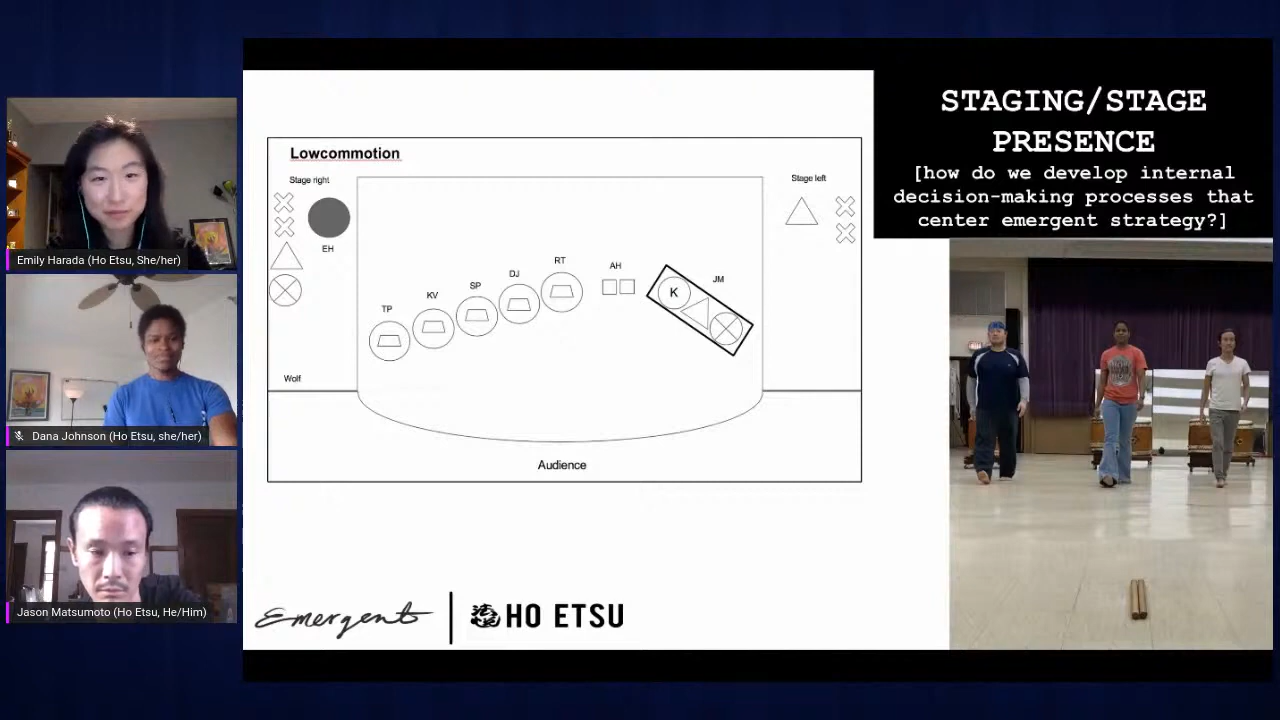 STAGING/STAGE
PRESENCE
[how do we develop internal
decision-making processes that
center emergent strategy?]
Lowcommotion
Stage right
Stage left
EH
RT
AH
JM
DJ
SP
KV
TP
K
Wolf
Audience
Emily Harada (Ho Etsu, She/her)
Dana Johnson (Ho Etsu, she/her)
Jason Matsumoto (Ho Etsu, He/Him)
Emergent
HO ETSU